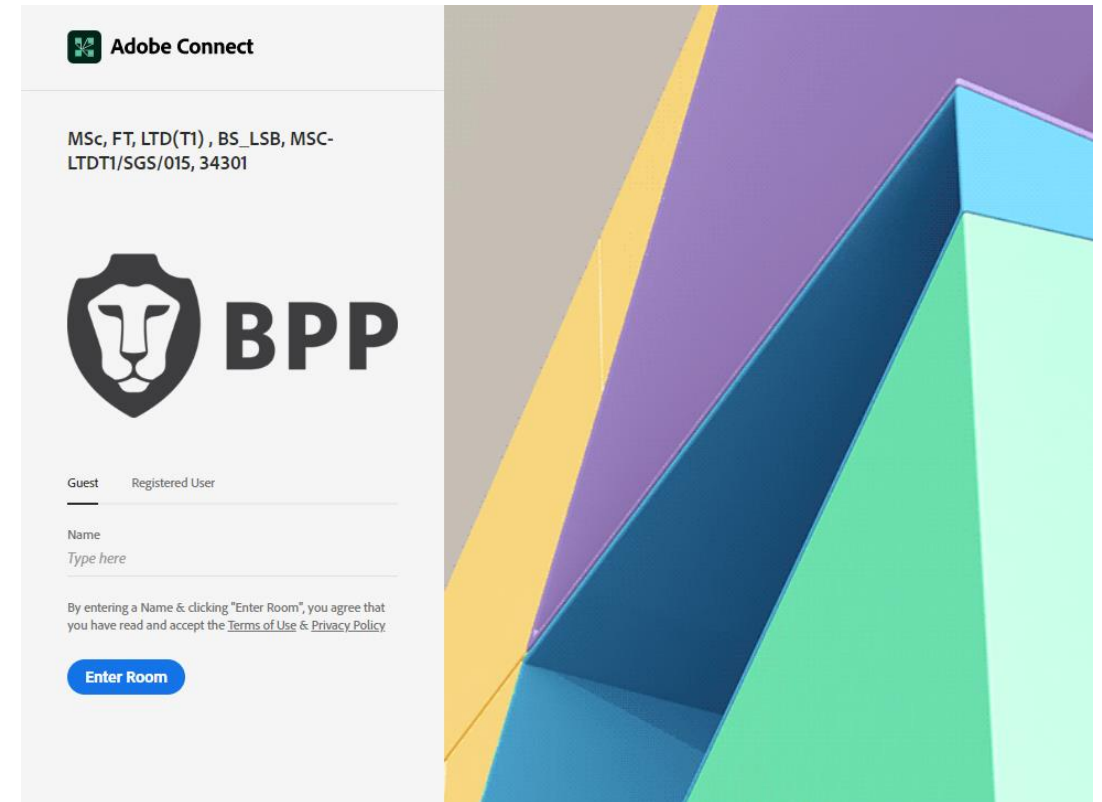 Adobe Connect
MSc, FT, LTD(T1) , BS_LSB, MSC-
LTDT1/SGS/015, 34301
BPP
Guest Registered User
Name
Type here
By entering a Name & clicking "Enter Room", you agree that
you have read and accept the Terms of Use & Privacy Policy
Enter Room